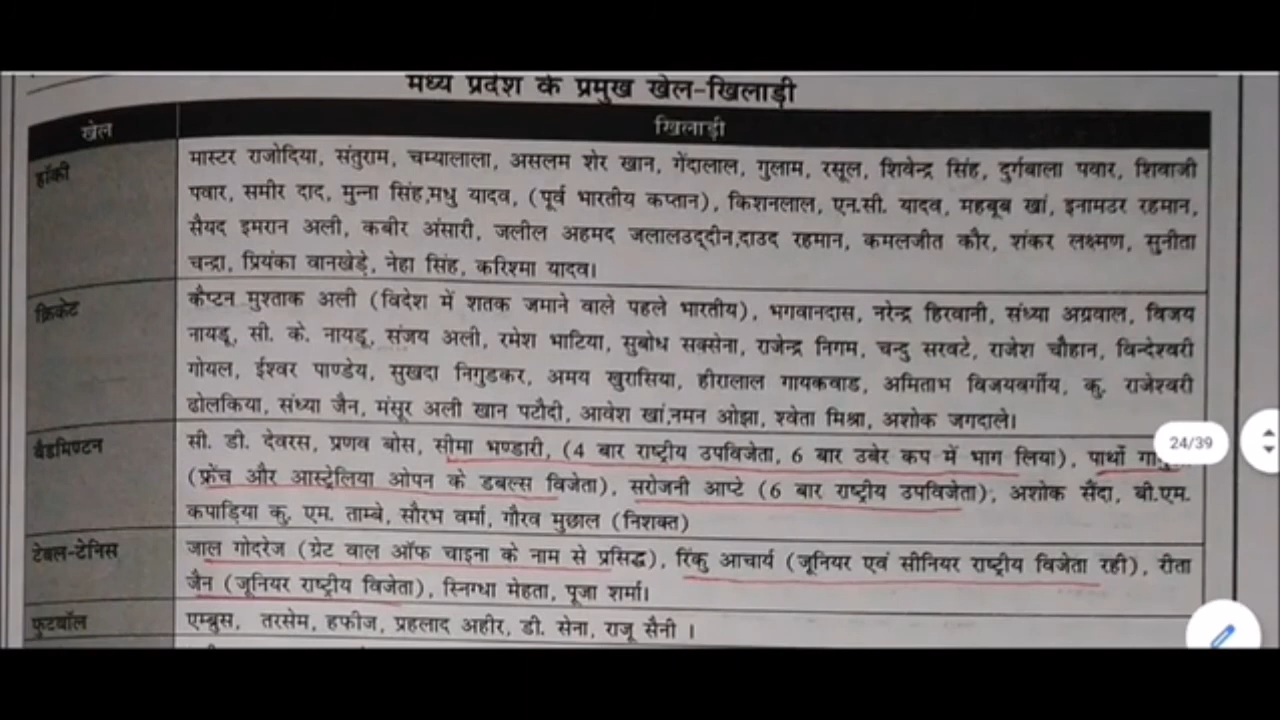 मध्य प्रदेश के प्रमुख खेल-खिलाड़ी
खेल खिलाड़ी
हॉकी मास्टर राजोदिया, संतुराम, चम्यालाला, असलम शेर खान, गेंदालाल, गुलाम, रसूल, शिवेन्द्र सिंह, दुर्गबाला पवार, शिवाजी
पवार, समीर दाद, मुन्ना सिंह,मधु यादव, (पूर्व भारतीय कप्तान), किशनलाल, एन.सी. यादव, महबूब खां, इनामउर रहमान,
सैयद इमरान अली, कबीर अंसारी, जलील अहमद जलालउद्दीन,दाउद रहमान, कमलजीत कौर, शंकर लक्ष्मण, सुनीता
चन्द्रा, प्रियंका वानखेड़े, नेहा सिंह, करिश्मा यादव।
क्रिकेट कैप्टन मुश्ताक अली (विदेश में शतक जमाने वाले पहले भारतीय), भगवानदास, नरेन्द्र हिरवानी, संध्या अग्रवाल, विजय
नायडू, सी. के. नायडू, संजय अली, रमेश भाटिया, सुबोध सक्सेना, राजेन्द्र निगम, चन्दु सरवटे, राजेश चौहान, विन्देश्वरी
गोयल, ईश्वर पाण्डेय, सुखदा निगुडकर, अमय खुरासिया, हीरालाल गायकवाड, अमिताभ विजयवर्गीय, कु. राजेश्वरी
ढोलकिया, संध्या जैन, मंसूर अली खान पटौदी, आवेश खां,नमन ओझा, श्वेता मिश्रा, अशोक जगदाले।
बैडमिण्टन सी. डी. देवरस, प्रणव बोस, सीमा भण्डारी, (4 बार राष्ट्रीय उपविजेता, 6 बार उबेर कप में भाग लिया), पार्थो
(फ्रेंच और आस्ट्रेलिया ओपन के डबल्स विजेता), सरोजनी आप्टे (6 बार राष्ट्रीय उपविजेता), अशोक सैंदा, बी.एम.
कपाड़िया कु. एम. ताम्बे, सौरभ वर्मा, गौरव मुछाल (निशक्त)
टेबल-टेनिस जाल गोदरेज (ग्रेट वाल ऑफ चाइना के नाम से प्रसिद्ध), रिंकु आचार्य (जूनियर एवं सीनियर राष्ट्रीय विजेता रही), रीता
जैन (जूनियर राष्ट्रीय विजेता), स्निग्धा मेहता, पूजा शर्मा।
फुटबॉल एम्ब्रुस, तरसेम, हफीज, प्रहलाद अहीर, डी. सेना, राजू सैनी ।
24/39